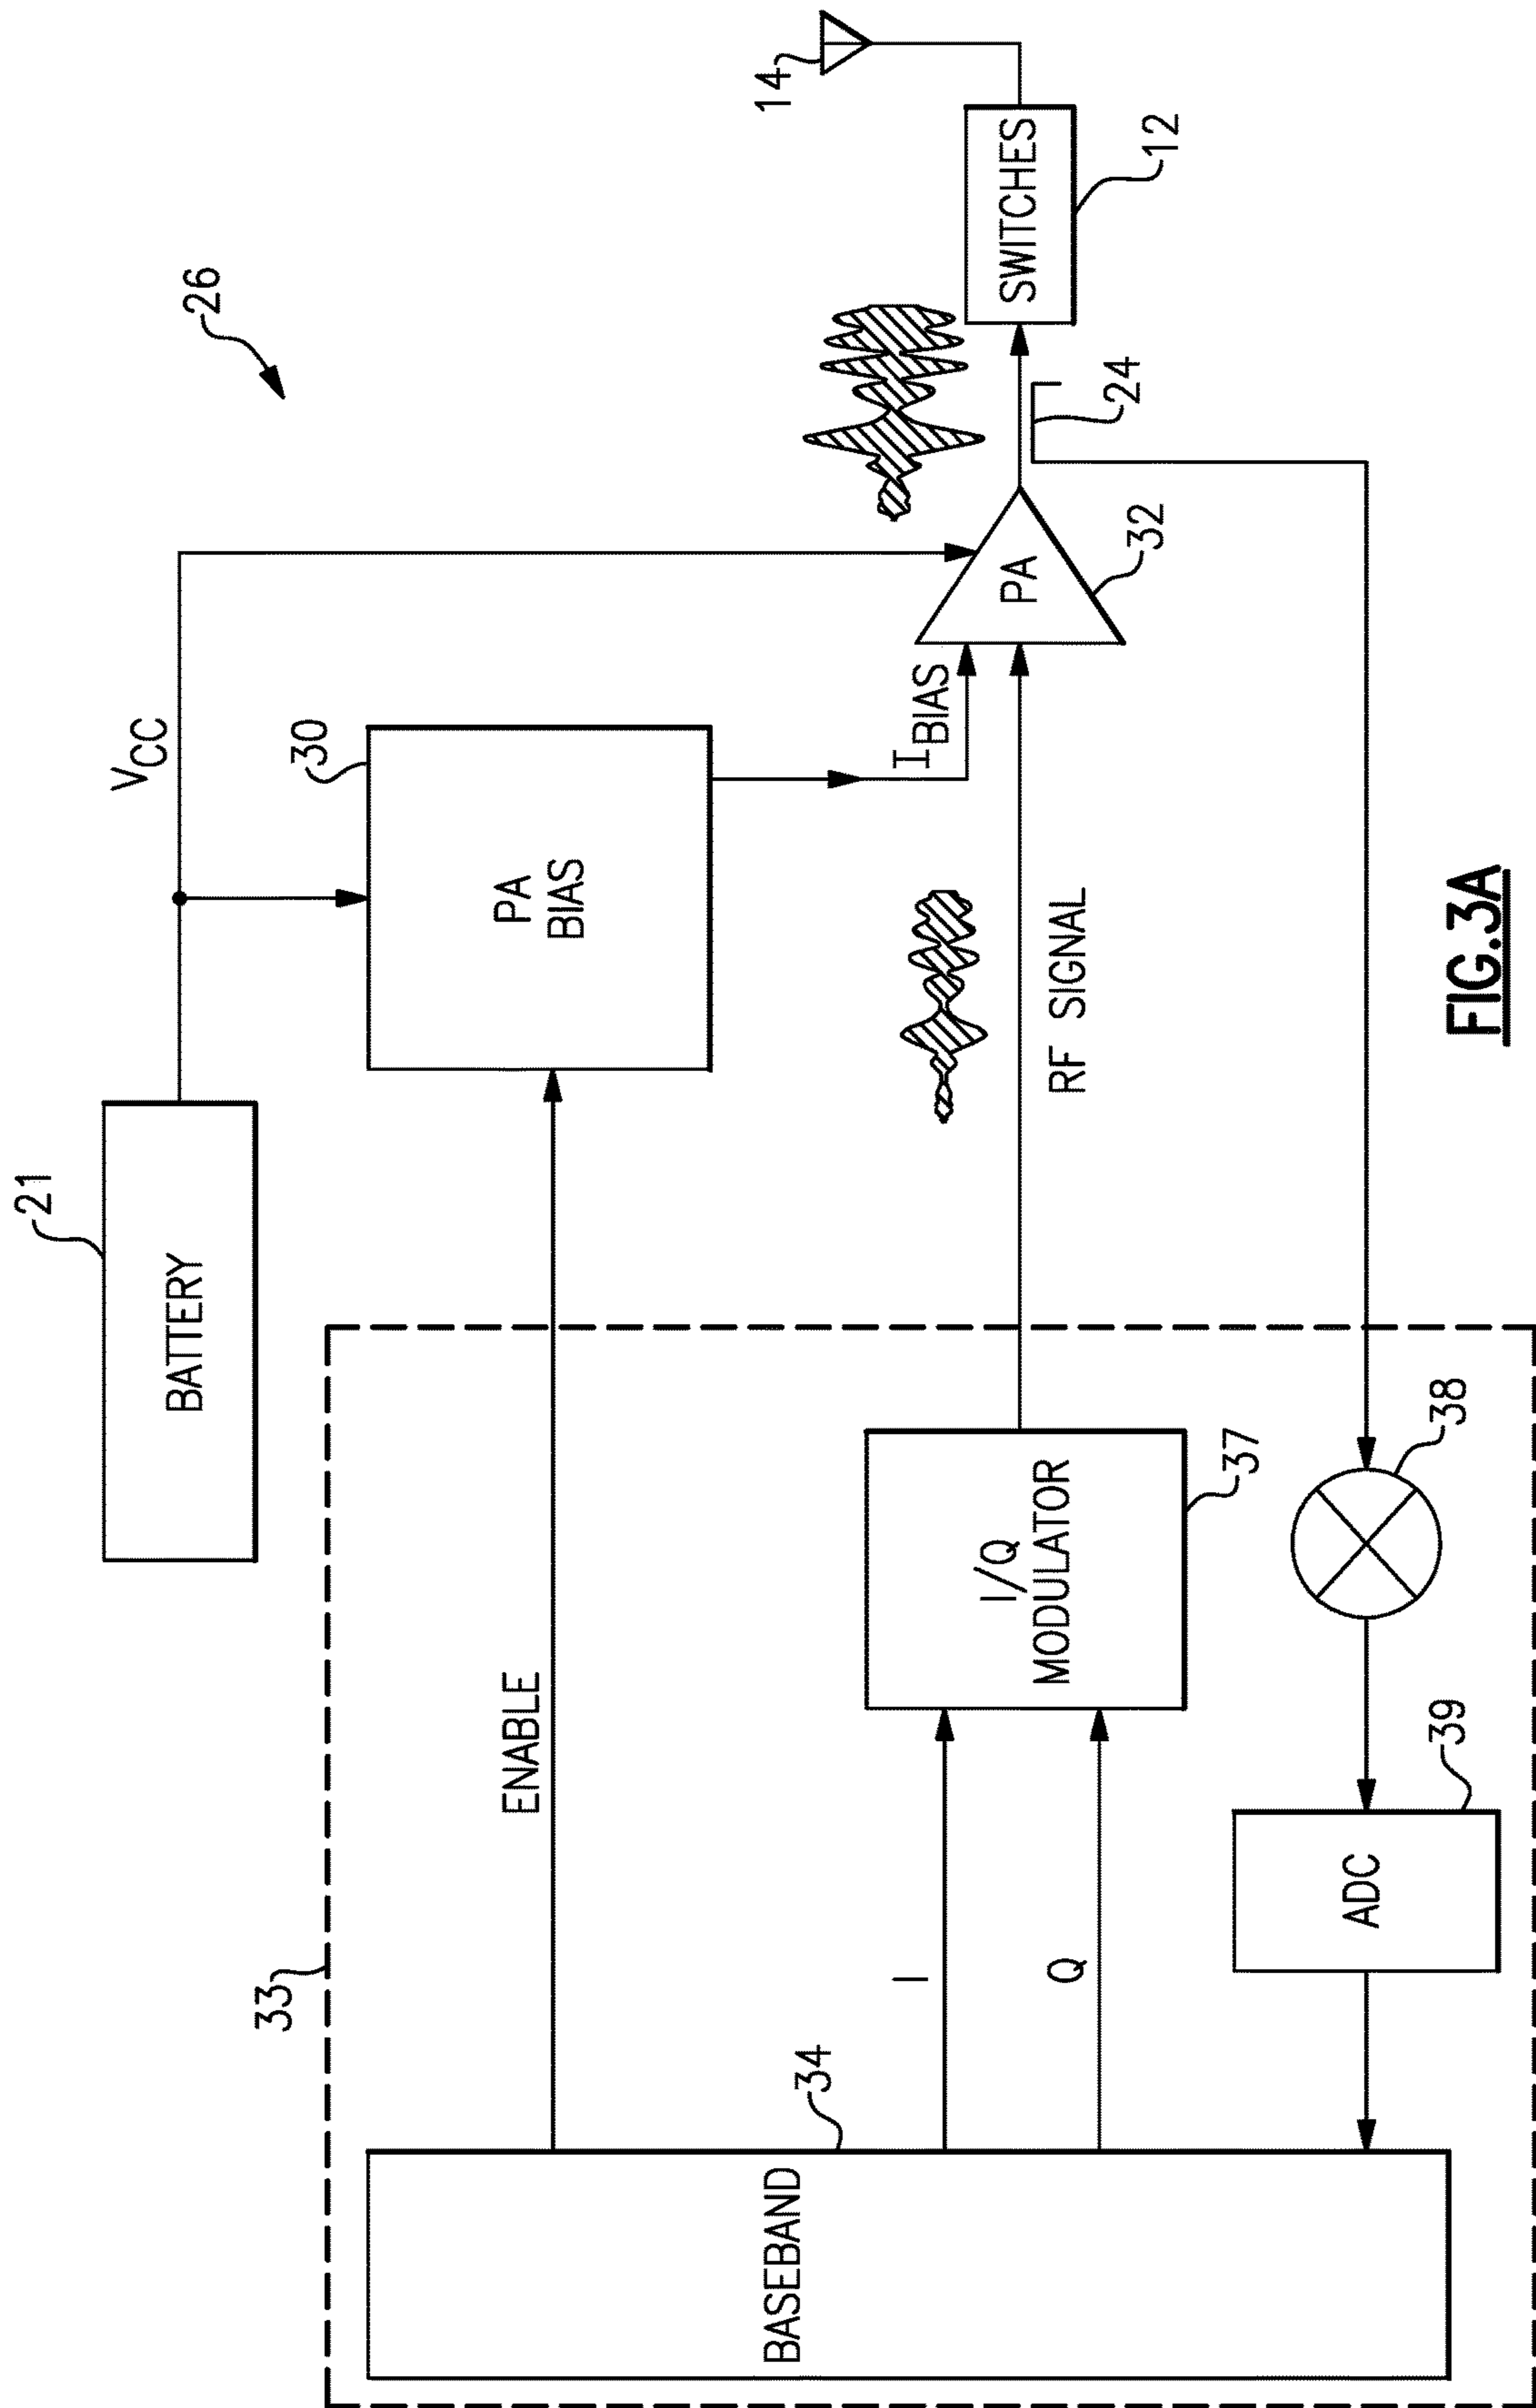 26
21
BATTERY
VCC
30
PA
BIAS
14
33
ENABLE
IBIAS
34
BASEBAND
I
Q
I/Q
MODULATOR
37
RF SIGNAL
PA
32
24
SWITCHES
12
ADC
39
38
FIG.3A